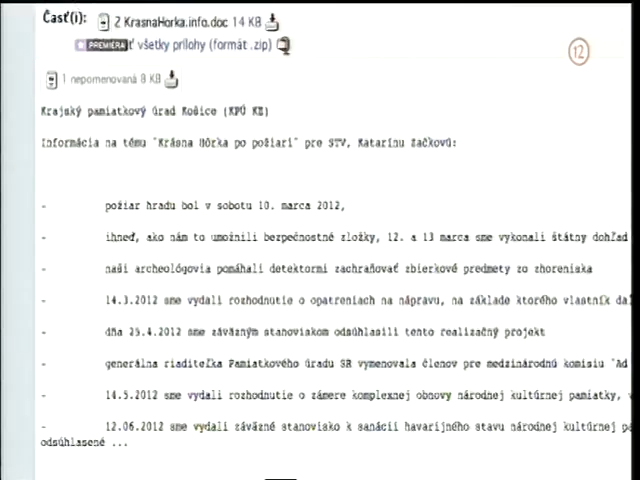 Časť(i): 2 KrasnaHorka.info.doc 14 KB
PREMIÉRA ť všetky prílohy (formát .zip)
12
1 nepomenovaná 8 KB
Krajský pamiatkový úrad Košice (KPÚ KE)
Informácia na tému "Krásna Hôrka po požiari" pre STV, Katarínu Začkovú:
- požiar hradu bol v sobotu 10. marca 2012,
- ihneď, ako nám to umožnili bezpečnostné zložky, 12. a 13 marca sme vykonali štátny dohľad
- naši archeológovia pomáhali detektormi zachraňovať zbierkové predmety zo zhoreniska
- 14.3.2012 sme vydali rozhodnutie o opatreniach na nápravu, na základe ktorého vlastník ďal
- dňa 25.4.2012 sme záväzným stanoviskom odsúhlasili tento realizačný projekt
- generálna riaditeľka Pamiatkového úradu SR vymenovala členov pre medzinárodnú komisiu "Ad
- 14.5.2012 sme vydali rozhodnutie o zámere komplexnej obnovy národnej kultúrnej pamiatky, v
- 12.06.2012 sme vydali záväzné stanovisko k sanácii havarijného stavu národnej kultúrnej pa
odsúhlasené ...